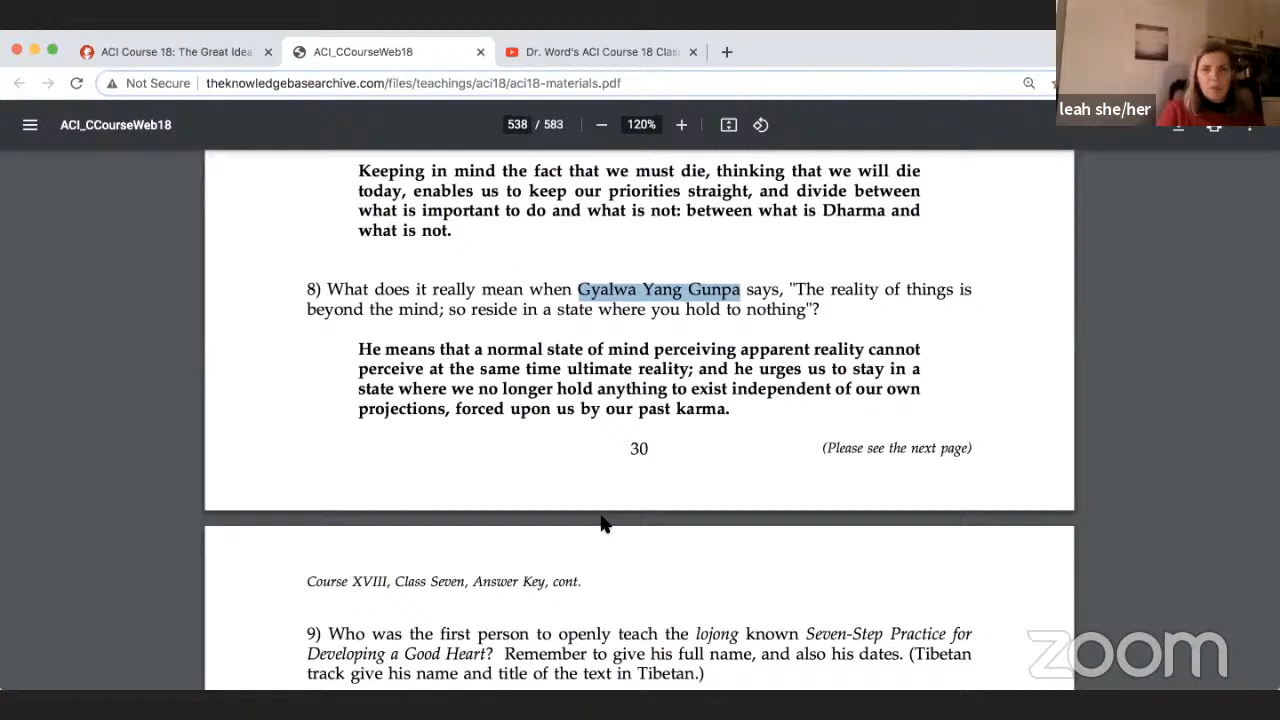 ACI Course 18: The Great Idea
ACI_CCourseWeb18
Dr. Word's ACI Course 18 Clas
Not Secure
theknowledgebasearchive.com/files/teachings/aci18/aci18-materials.pdf
leah she/her
ACI_CCourseWeb18
538 / 583
120%
Keeping in mind the fact that we must die, thinking that we will die
today, enables us to keep our priorities straight, and divide between
what is important to do and what is not: between what is Dharma and
what is not.
8) What does it really mean when Gyalwa Yang Gunpa says, "The reality of things is
beyond the mind; so reside in a state where you hold to nothing"?
He means that a normal state of mind perceiving apparent reality cannot
perceive at the same time ultimate reality; and he urges us to stay in a
state where we no longer hold anything to exist independent of our own
projections, forced upon us by our past karma.
30
(Please see the next page)
Course XVIII, Class Seven, Answer Key, cont.
9) Who was the first person to openly teach the lojong known Seven-Step Practice for
Developing a Good Heart? Remember to give his full name, and also his dates. (Tibetan
track give his name and title of the text in Tibetan.)
zoom